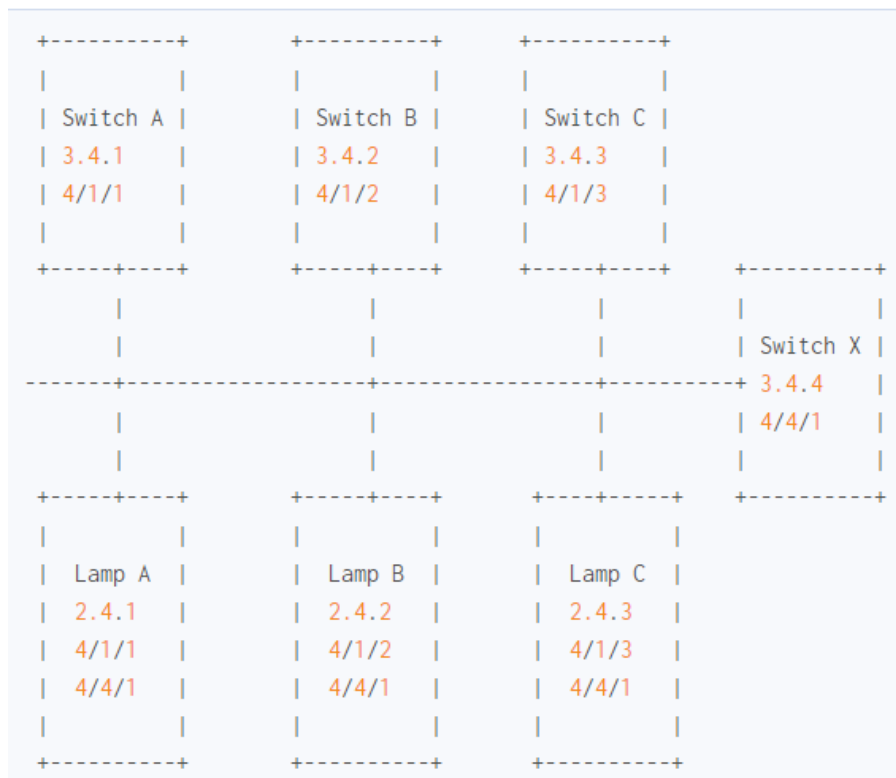 +----------+ +----------+ +----------+
| | | | | |
| Switch A | | Switch B | | Switch C |
| 3.4.1 | | 3.4.2 | | 3.4.3 |
| 4/1/1 | | 4/1/2 | | 4/1/3 |
| | | | | |
+-----+----+ +-----+----+ +-----+----+ +----------+
| | | | |
| | | | Switch X |
-------+-------------------+-----------------+----------+ 3.4.4 |
| | | | 4/4/1 |
| | | | |
+-----+----+ +-----+----+ +----+-----+ +----------+
| | | | | |
| Lamp A | | Lamp B | | Lamp C |
| 2.4.1 | | 2.4.2 | | 2.4.3 |
| 4/1/1 | | 4/1/2 | | 4/1/3 |
| 4/4/1 | | 4/4/1 | | 4/4/1 |
| | | | | |
+----------+ +----------+ +----------+